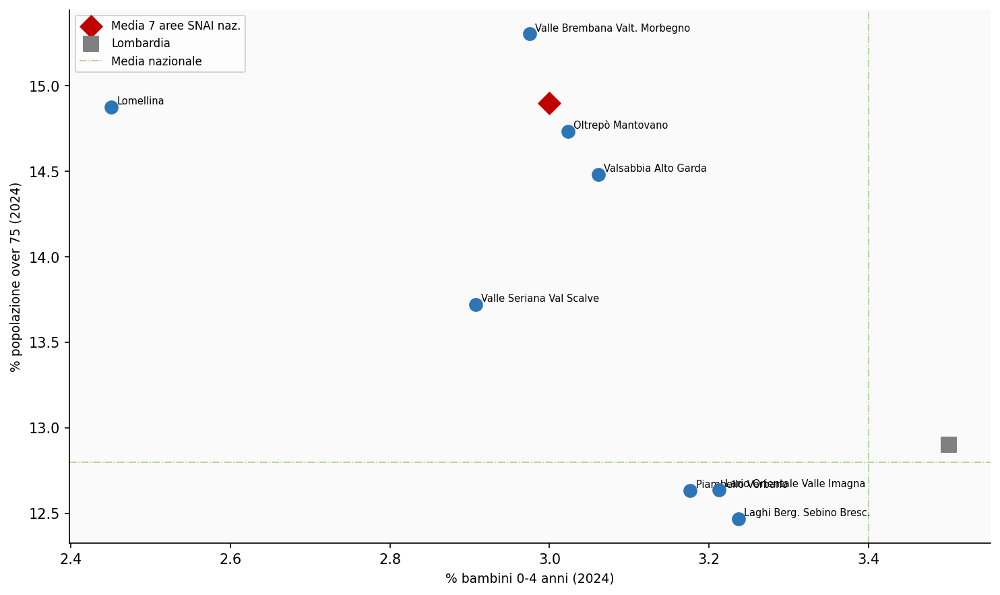 Media 7 aree SNAI naz.
Lombardia
Media nazionale
Valle Brembana Valt. Morbegno
Lomellina
Oltrepò Mantovano
Valsabbia Alto Garda
Valle Seriana Val Scalve
Piambello Verbano
Lario Orientale Valle Imagna
Laghi Berg. Sebino Bresc.
% popolazione over 75 (2024)
15.0
14.5
14.0
13.5
13.0
12.5
2.4 2.6 2.8 3.0 3.2 3.4
% bambini 0-4 anni (2024)